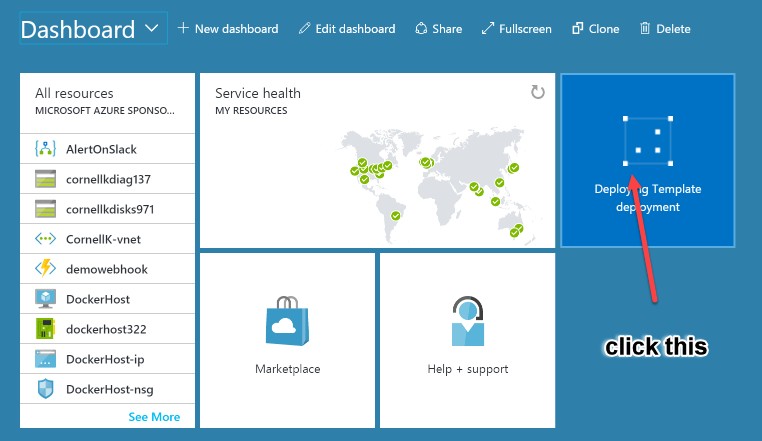 Dashboard
New dashboard
Edit dashboard
Share
Fullscreen
Clone
Delete
All resources
MICROSOFT AZURE SPONSO...
AlertOnSlack
cornellkdiag137
cornellkdisks971
CornellK-vnet
demowebhook
DockerHost
dockerhost322
DockerHost-ip
DockerHost-nsg
See More
Service health
MY RESOURCES
Marketplace
Help + support
Deploying Template
deployment
click this